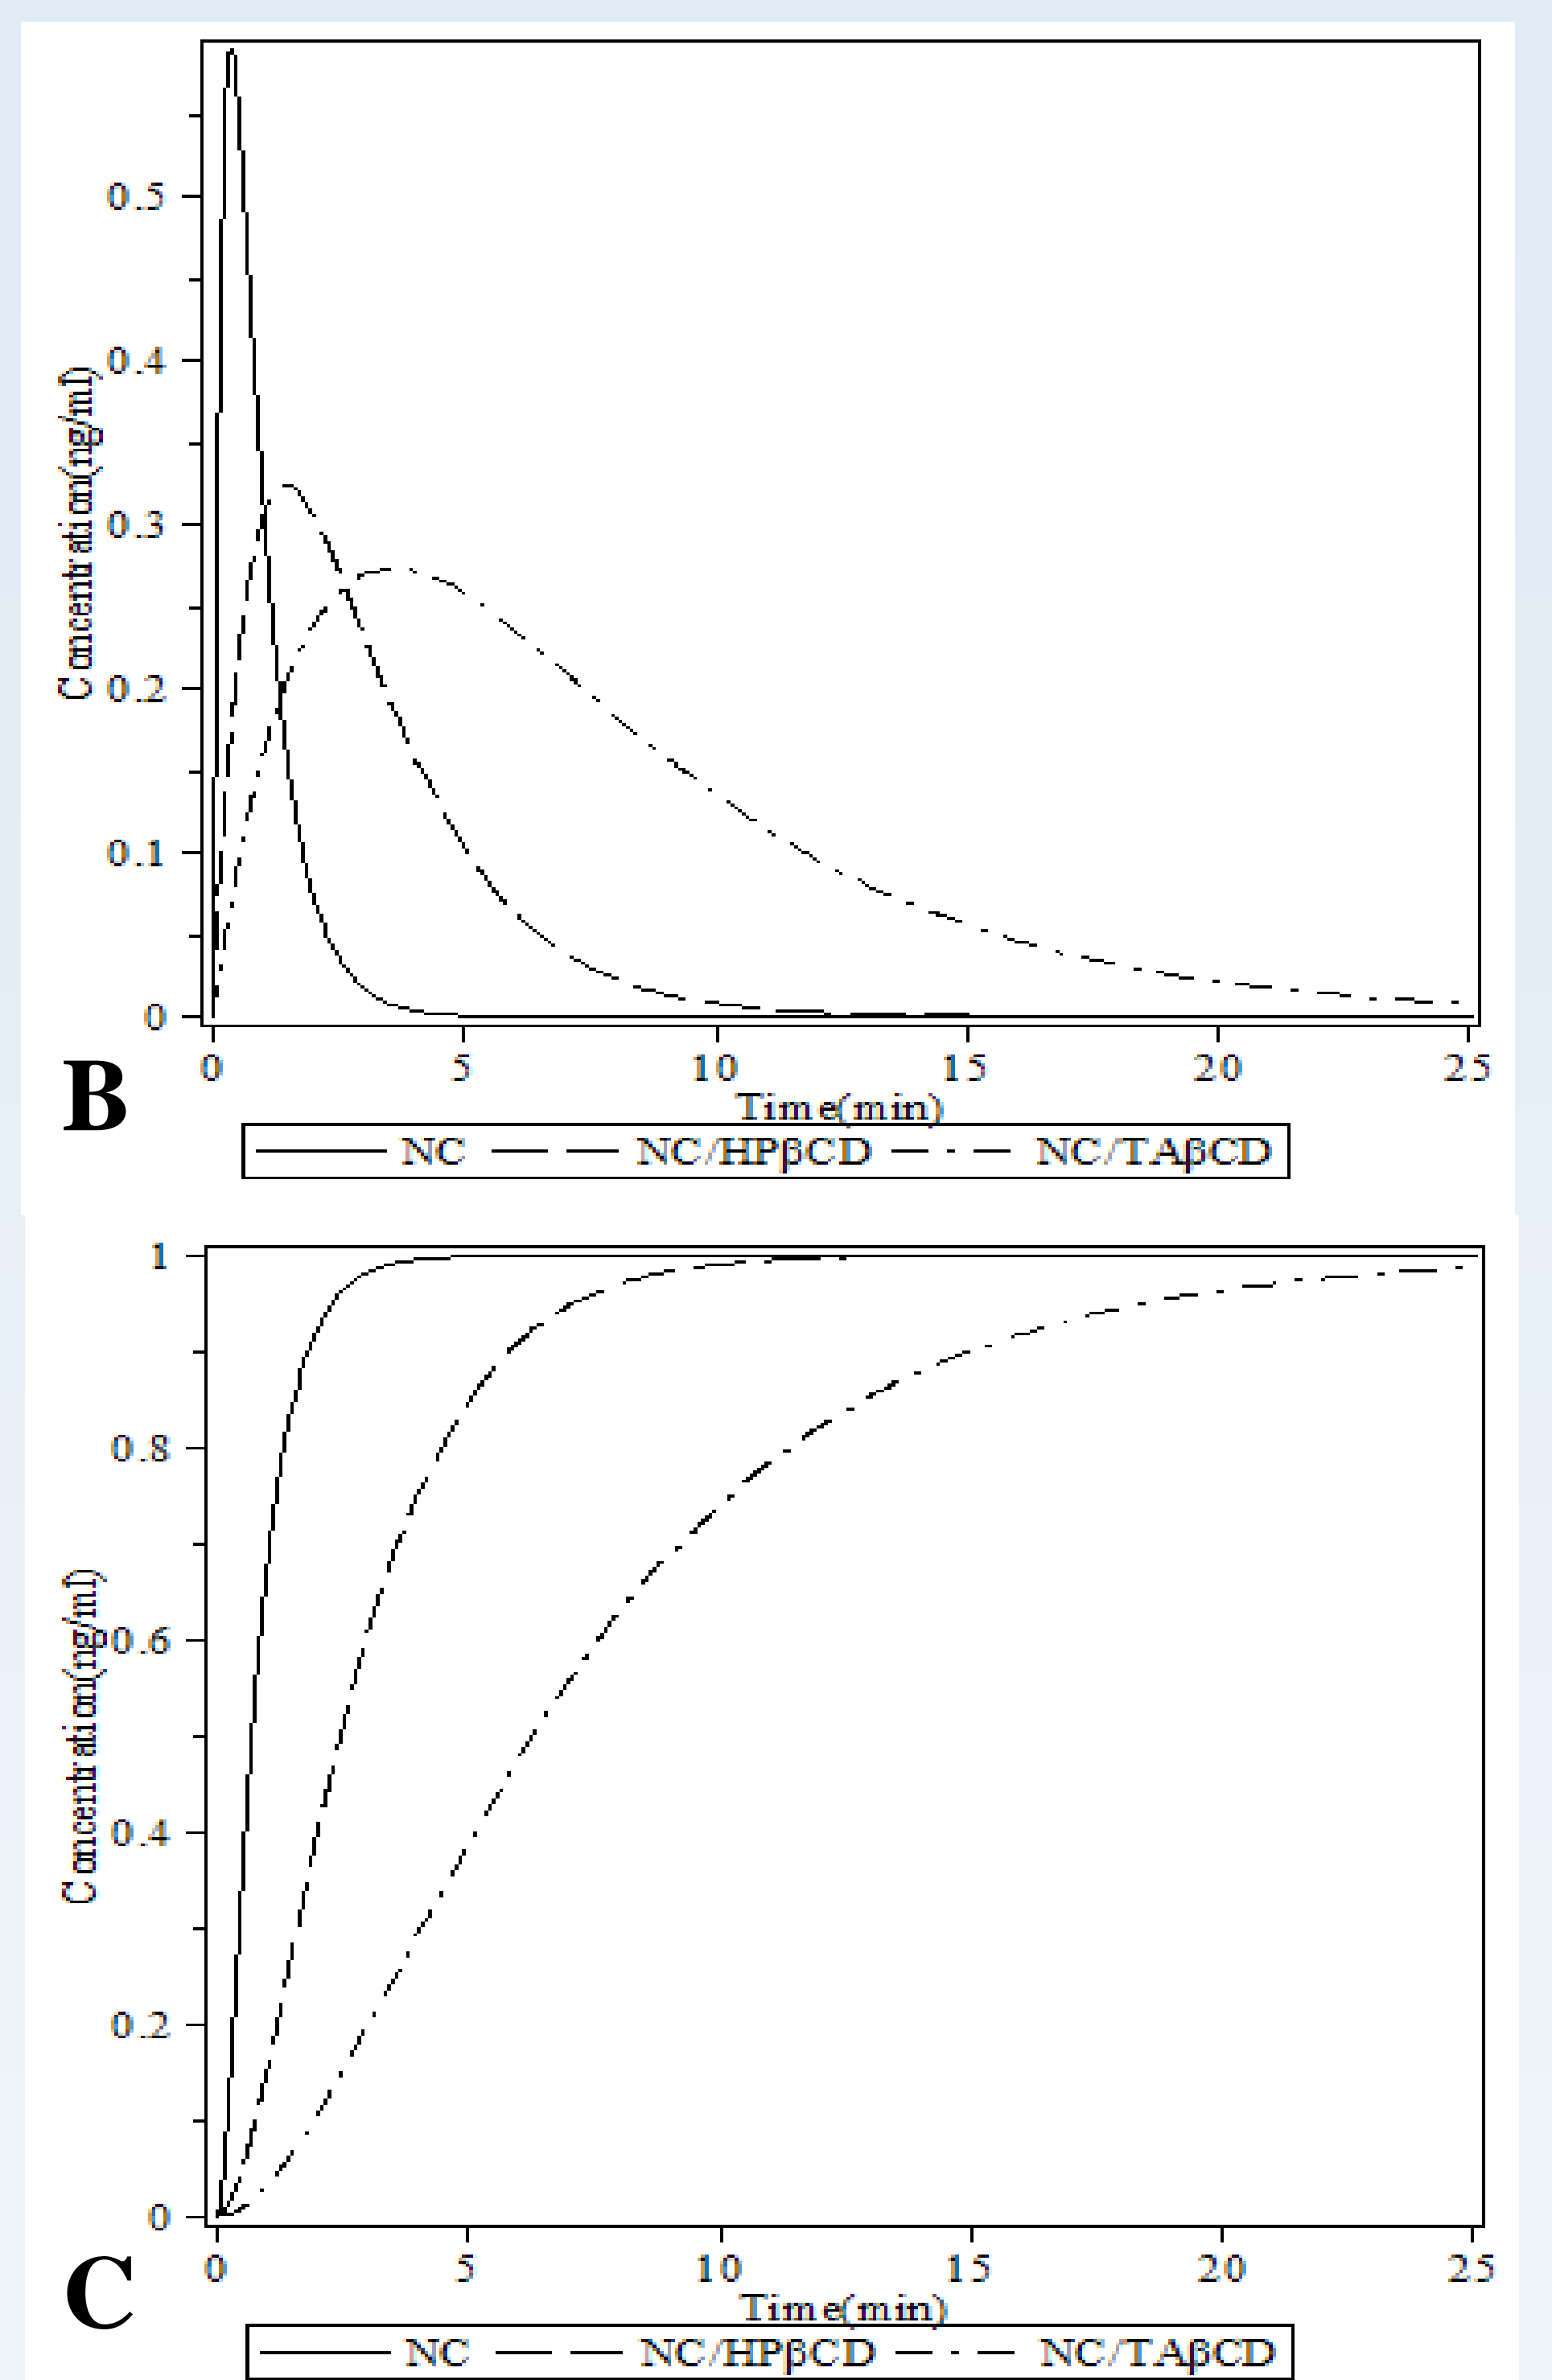 0.5
0.4
0.3
0.2
0.1
0
Concentration(ng/ml)
0 5 10 15 20 25
Time(min)
B
NC NC/HPβCD NC/TAβCD
1
0.8
0.6
0.4
0.2
0
Concentration(ng/ml)
0 5 10 15 20 25
Time(min)
C
NC NC/HPβCD NC/TAβCD